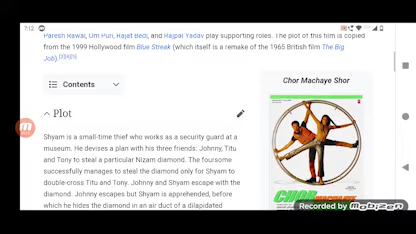 7:12
Paresh Rawal, Om Puri, Rajat Bedi, and Rajpal Yadav play supporting roles. The plot of this film is copied
from the 1999 Hollywood film Blue Streak (which itself is a remake of the 1965 British film The Big
Job).
Contents
Chor Machaye Shor
Plot
Shyam is a small-time thief who works as a security guard at a
museum. He devises a plan with his three friends: Johnny, Titu
and Tony to steal a particular Nizam diamond. The foursome
successfully manages to steal the diamond only for Shyam to
double-cross Titu and Tony. Johnny and Shyam escape with the
diamond. Johnny escapes but Shyam is apprehended, before
which he hides the diamond in an air duct of a dilapidated
CHOR
Recorded by Mobizen